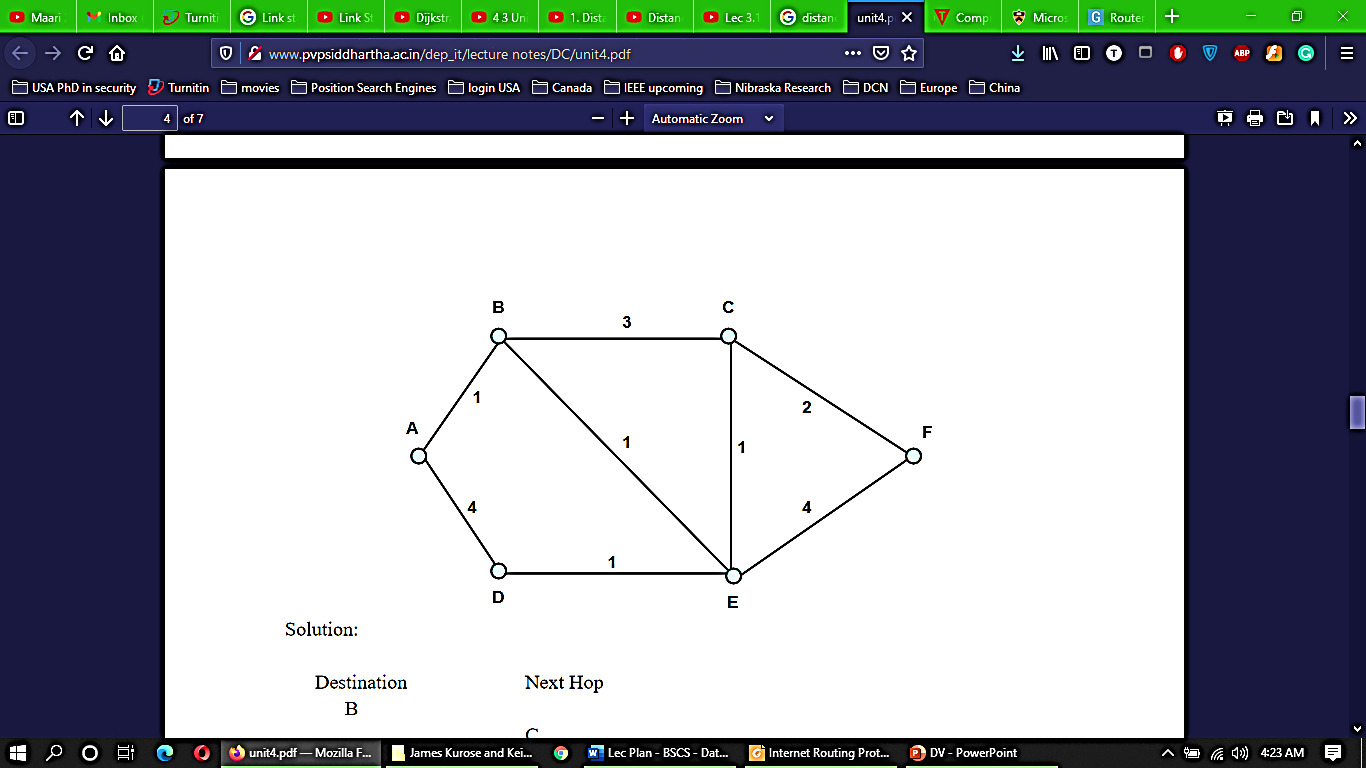 Maari
Inbox
Turniti
Link st
Link St
Dijkstr
4 3 Uni
1. Dista
Distan
Lec 3.1
distan
unit4.p
Comp
Micros
Router
www.pvpsiddhartha.ac.in/dep_it/lecture notes/DC/unit4.pdf
ABP
USA PhD in security
Turnitin
movies
Position Search Engines
login USA
Canada
IEEE upcoming
Nibraska Research
DCN
Europe
China
4 of 7
Automatic Zoom
B
C
3
1
2
A
F
1
1
4
4
1
D
E
Solution:
Destination Next Hop
B
C
unit4.pdf — Mozilla F...
James Kurose and Kei...
Lec Plan - BSCS - Dat...
Internet Routing Prot...
DV - PowerPoint
4:23 AM